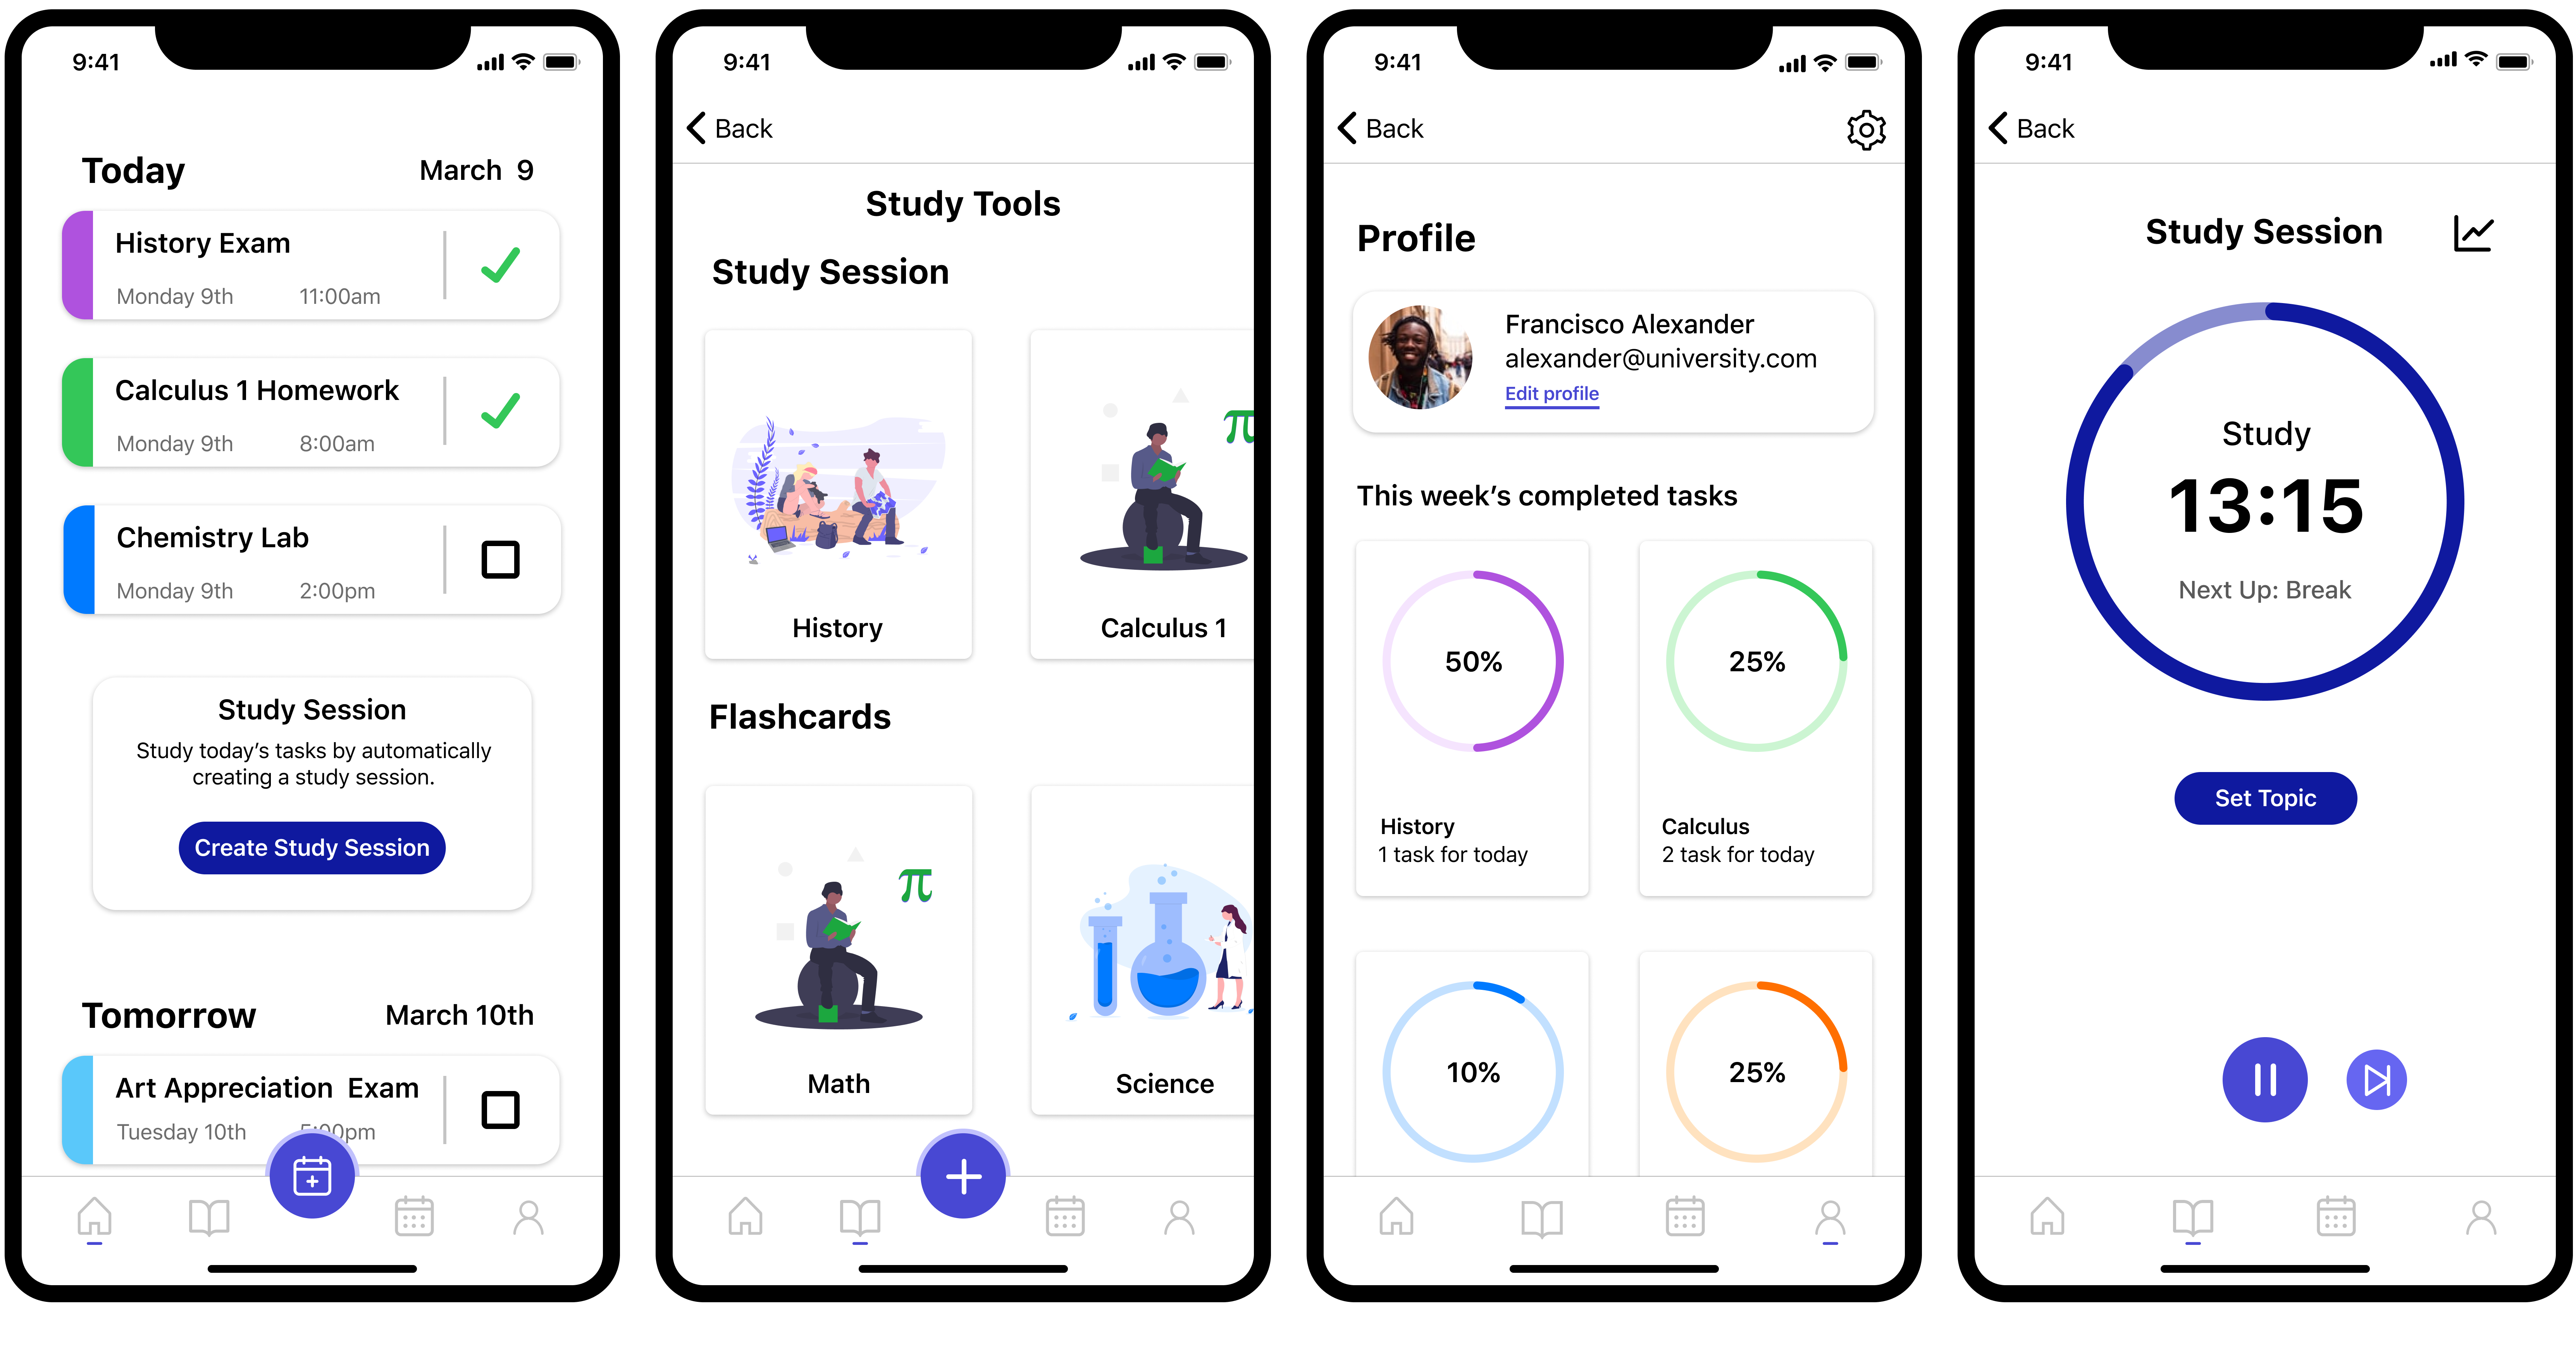 9:41
Today March 9
History Exam
Monday 9th 11:00am
Calculus 1 Homework
Monday 9th 8:00am
Chemistry Lab
Monday 9th 2:00pm
Study Session
Study today's tasks by automatically
creating a study session.
Create Study Session
Tomorrow March 10th
Art Appreciation Exam
Tuesday 10th 5:00pm
9:41
Back
Study Tools
Study Session
π
History
Calculus 1
Flashcards
π
Math
Science
9:41
Back
Profile
Francisco Alexander
alexander@university.com
Edit profile
This week's completed tasks
50%
25%
History
1 task for today
Calculus
2 task for today
10%
25%
9:41
Back
Study Session
Study
13:15
Next Up: Break
Set Topic